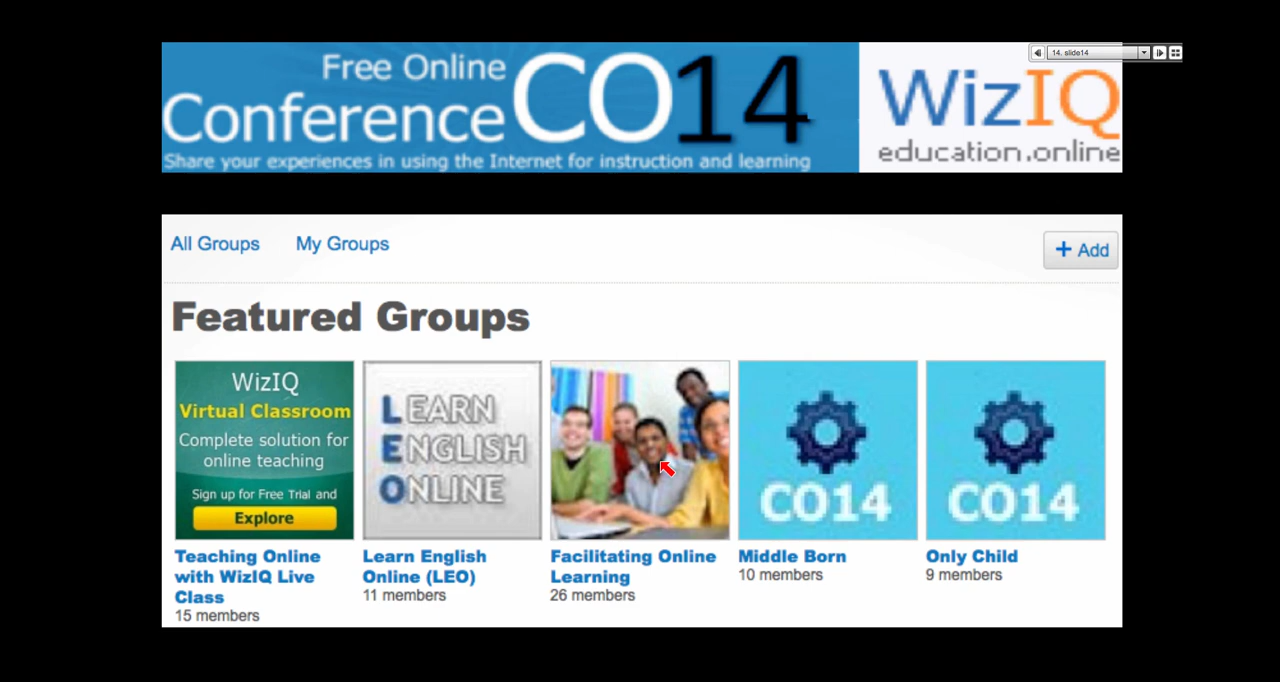 14. slide14
Free Online
Conference CO14
Share your experiences in using the Internet for instruction and learning
WizIQ
education.online
All Groups
My Groups
+ Add
Featured Groups
WizIQ
Virtual Classroom
Complete solution for
online teaching
Sign up for Free Trial and
Explore
Teaching Online
with WizIQ Live
Class
15 members
LEARN
ENGLISH
ONLINE
Learn English
Online (LEO)
11 members
Facilitating Online
Learning
26 members
CO14
Middle Born
10 members
CO14
Only Child
9 members